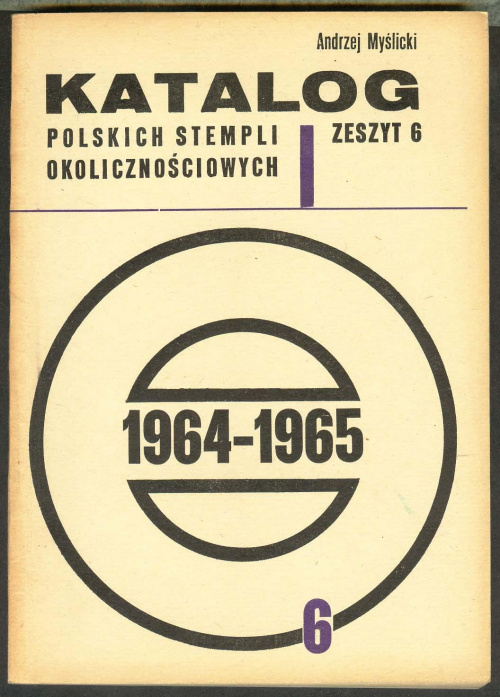 Andrzej Myślicki
KATALOG
POLSKICH STEMPLI
OKOLICZNOŚCIOWYCH
ZESZYT 6
1964-1965
6